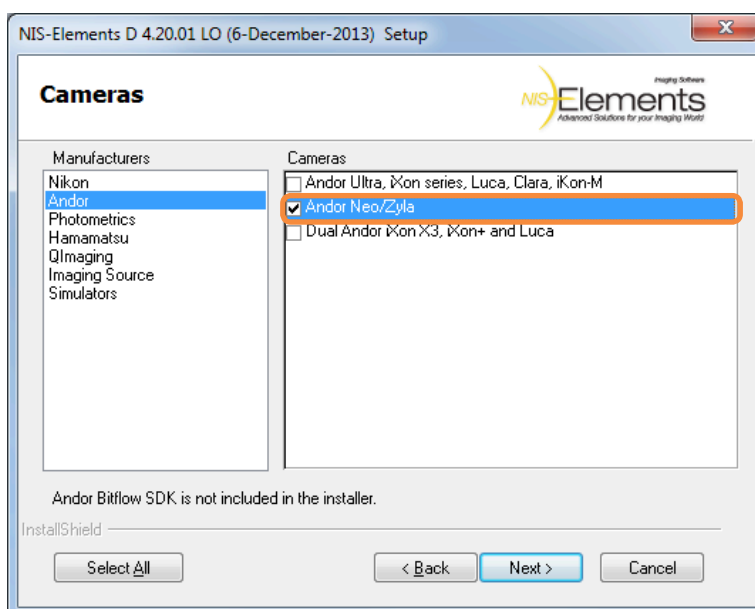 NIS-Elements D 4.20.01 LO (6-December-2013) Setup
X
Cameras
Imaging Software
NIS Elements
Advanced Solutions for your Imaging World
Manufacturers
Nikon
Andor
Photometrics
Hamamatsu
QImaging
Imaging Source
Simulators
Cameras
Andor Ultra, iXon series, Luca, Clara, iKon-M
Andor Neo/Zyla
Dual Andor iXon X3, iXon+ and Luca
Andor Bitflow SDK is not included in the installer.
InstallShield
Select All
< Back
Next >
Cancel